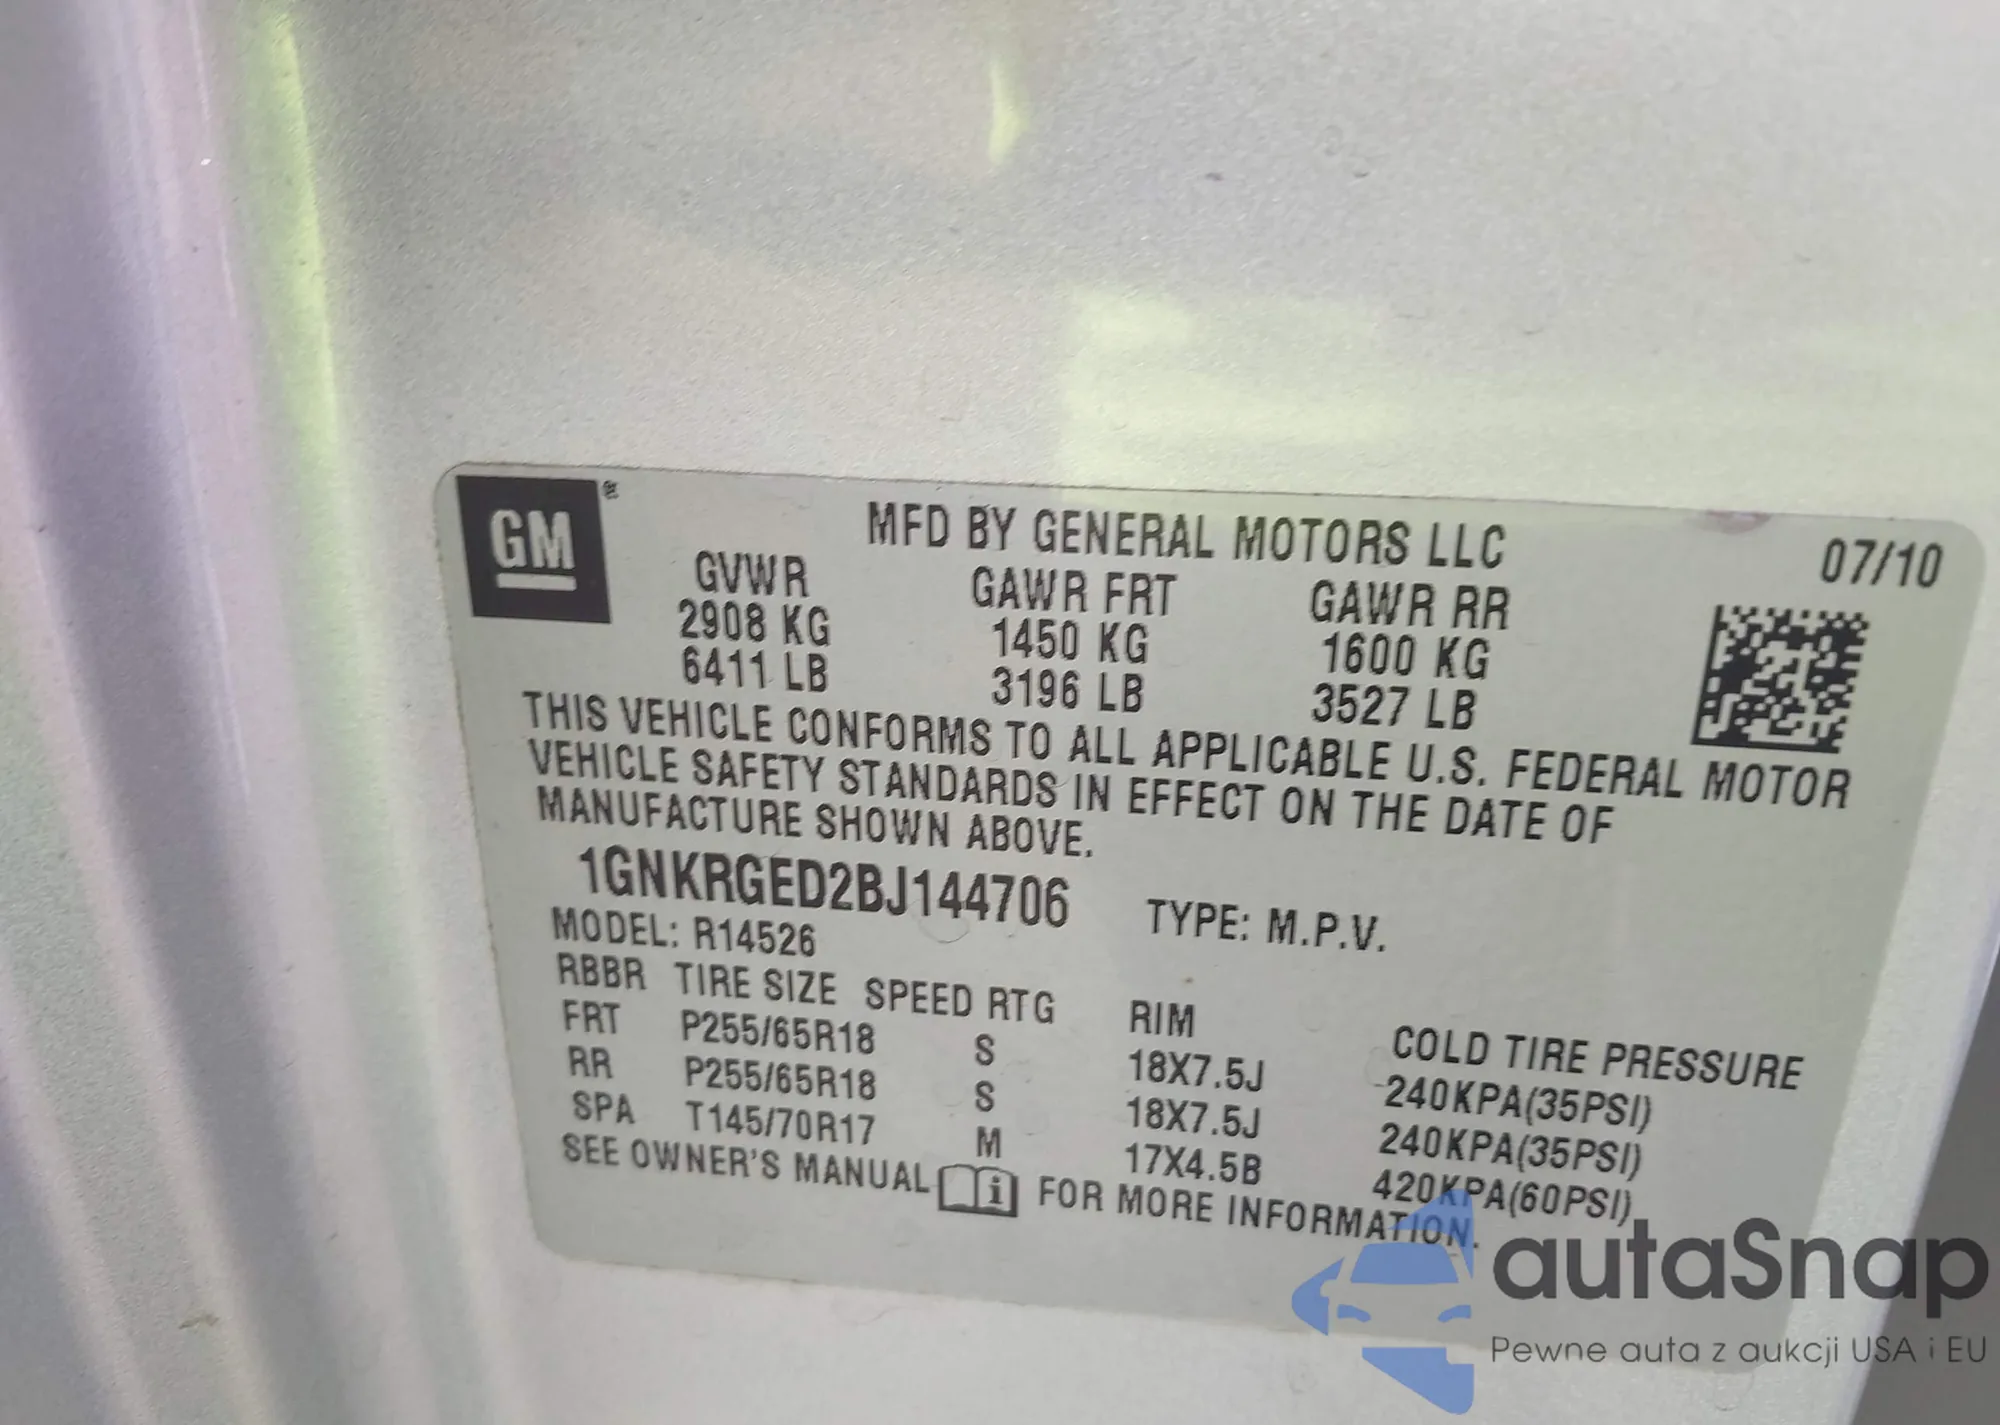 GM ®
MFD BY GENERAL MOTORS LLC 07/10
GVWR GAWR FRT GAWR RR
2908 KG 1450 KG 1600 KG
6411 LB 3196 LB 3527 LB
THIS VEHICLE CONFORMS TO ALL APPLICABLE U.S. FEDERAL MOTOR
VEHICLE SAFETY STANDARDS IN EFFECT ON THE DATE OF
MANUFACTURE SHOWN ABOVE.
1GNKRGED2BJ144706 TYPE: M.P.V.
MODEL: R14526
RBBR TIRE SIZE SPEED RTG RIM COLD TIRE PRESSURE
FRT P255/65R18 S 18X7.5J 240KPA(35PSI)
RR P255/65R18 S 18X7.5J 240KPA(35PSI)
SPA T145/70R17 M 17X4.5B 420KPA(60PSI)
SEE OWNER'S MANUAL i FOR MORE INFORMATION.
autaSnap
Pewne auta z aukcji USA i EU